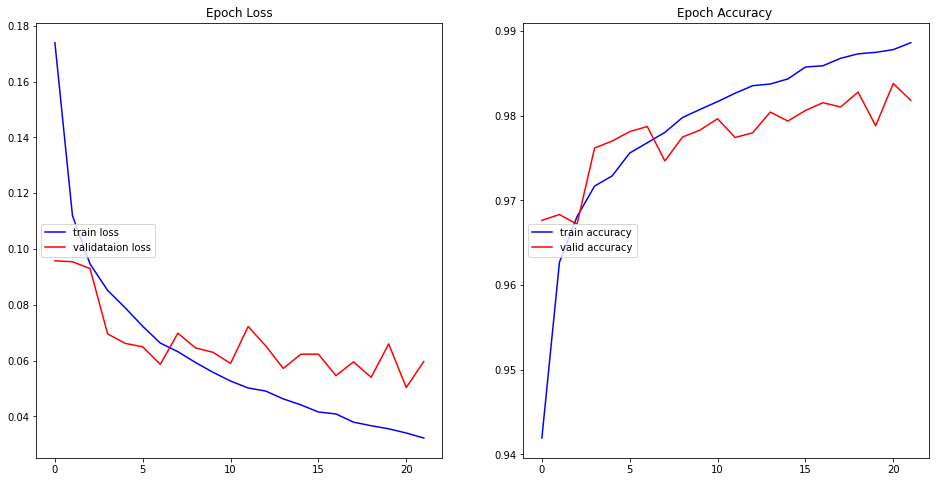 Epoch Loss
0.18
0.16
0.14
0.12
0.10
0.08
0.06
0.04
train loss
validataion loss
0 5 10 15 20
Epoch Accuracy
0.99
0.98
0.97
0.96
0.95
0.94
train accuracy
valid accuracy
0 5 10 15 20